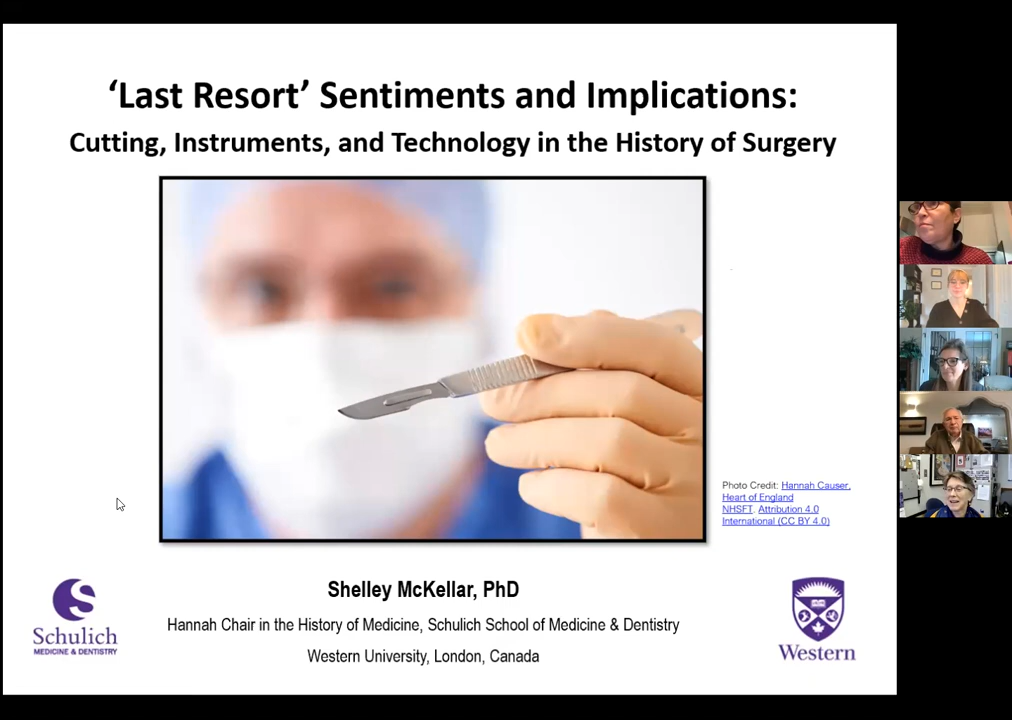 ‘Last Resort’ Sentiments and Implications:
Cutting, Instruments, and Technology in the History of Surgery
Photo Credit: Hannah Causer,
Heart of England
NHSFT. Attribution 4.0
International (CC BY 4.0)
Shelley McKellar, PhD
Hannah Chair in the History of Medicine, Schulich School of Medicine & Dentistry
Western University, London, Canada
Schulich
MEDICINE & DENTISTRY
Western